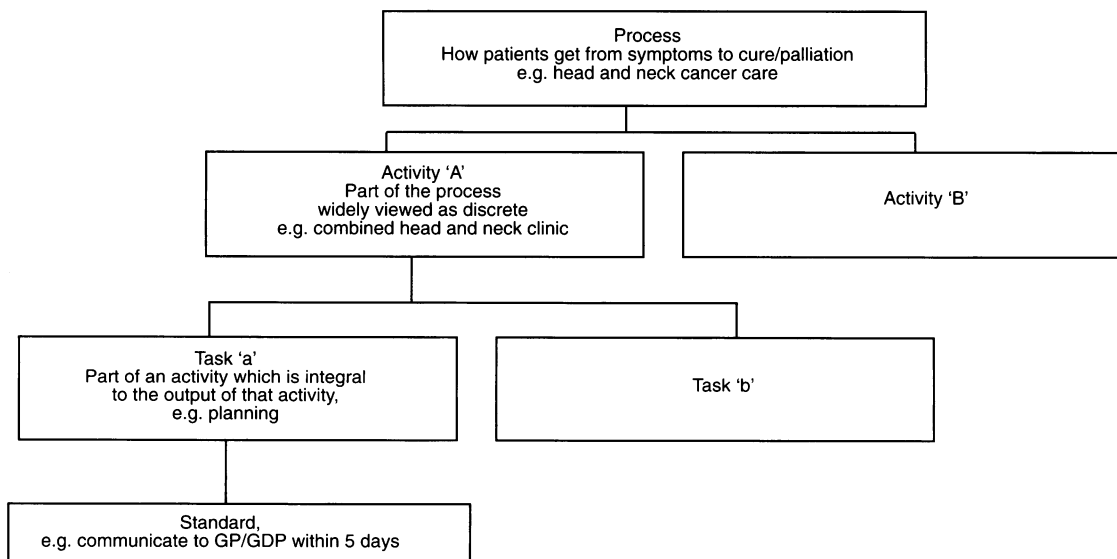 Process
How patients get from symptoms to cure/palliation
e.g. head and neck cancer care
Activity ‘A’
Part of the process
widely viewed as discrete
e.g. combined head and neck clinic
Activity ‘B’
Task ‘a’
Part of an activity which is integral
to the output of that activity,
e.g. planning
Task ‘b’
Standard,
e.g. communicate to GP/GDP within 5 days